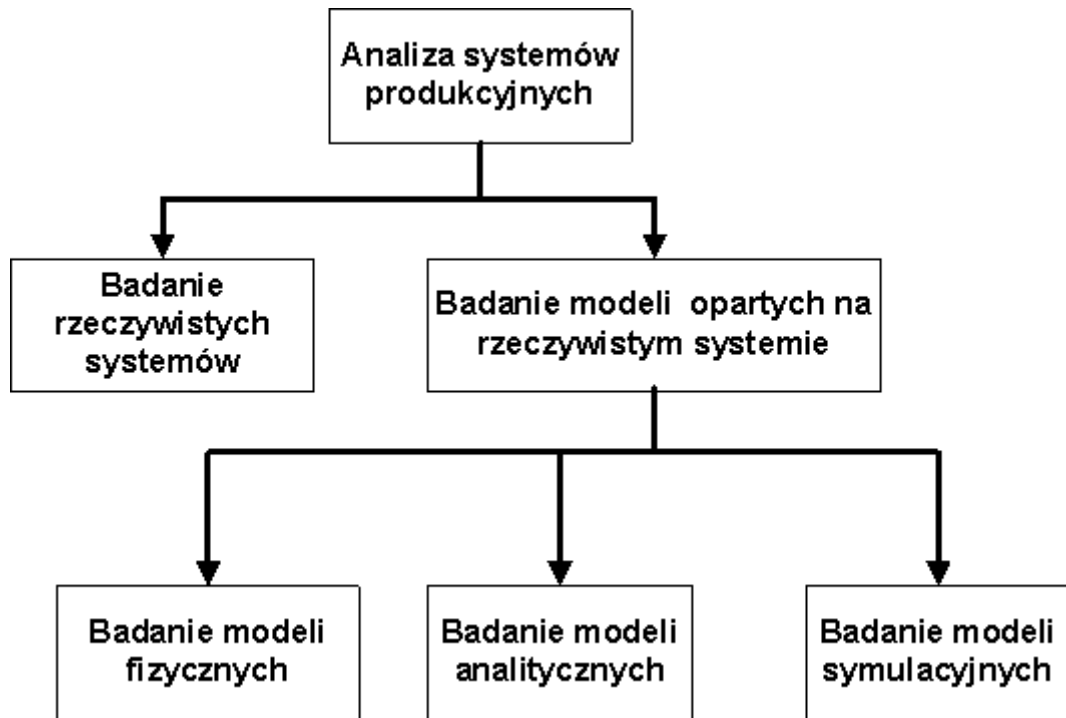 Analiza systemów
produkcyjnych
Badanie
rzeczywistych
systemów
Badanie modeli opartych na
rzeczywistym systemie
Badanie modeli
fizycznych
Badanie modeli
analitycznych
Badanie modeli
symulacyjnych